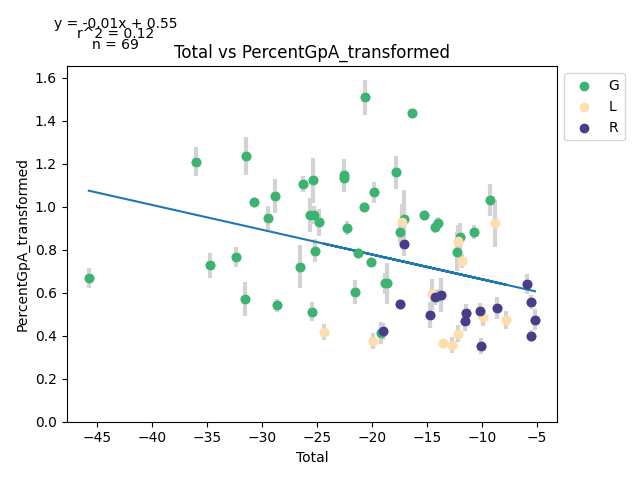 y = -0.01x + 0.55
r^2 = 0.12
n = 69
Total vs PercentGpA_transformed
G
L
R
PercentGpA_transformed
1.6
1.4
1.2
1.0
0.8
0.6
0.4
0.2
0.0
−45 −40 −35 −30 −25 −20 −15 −10 −5
Total